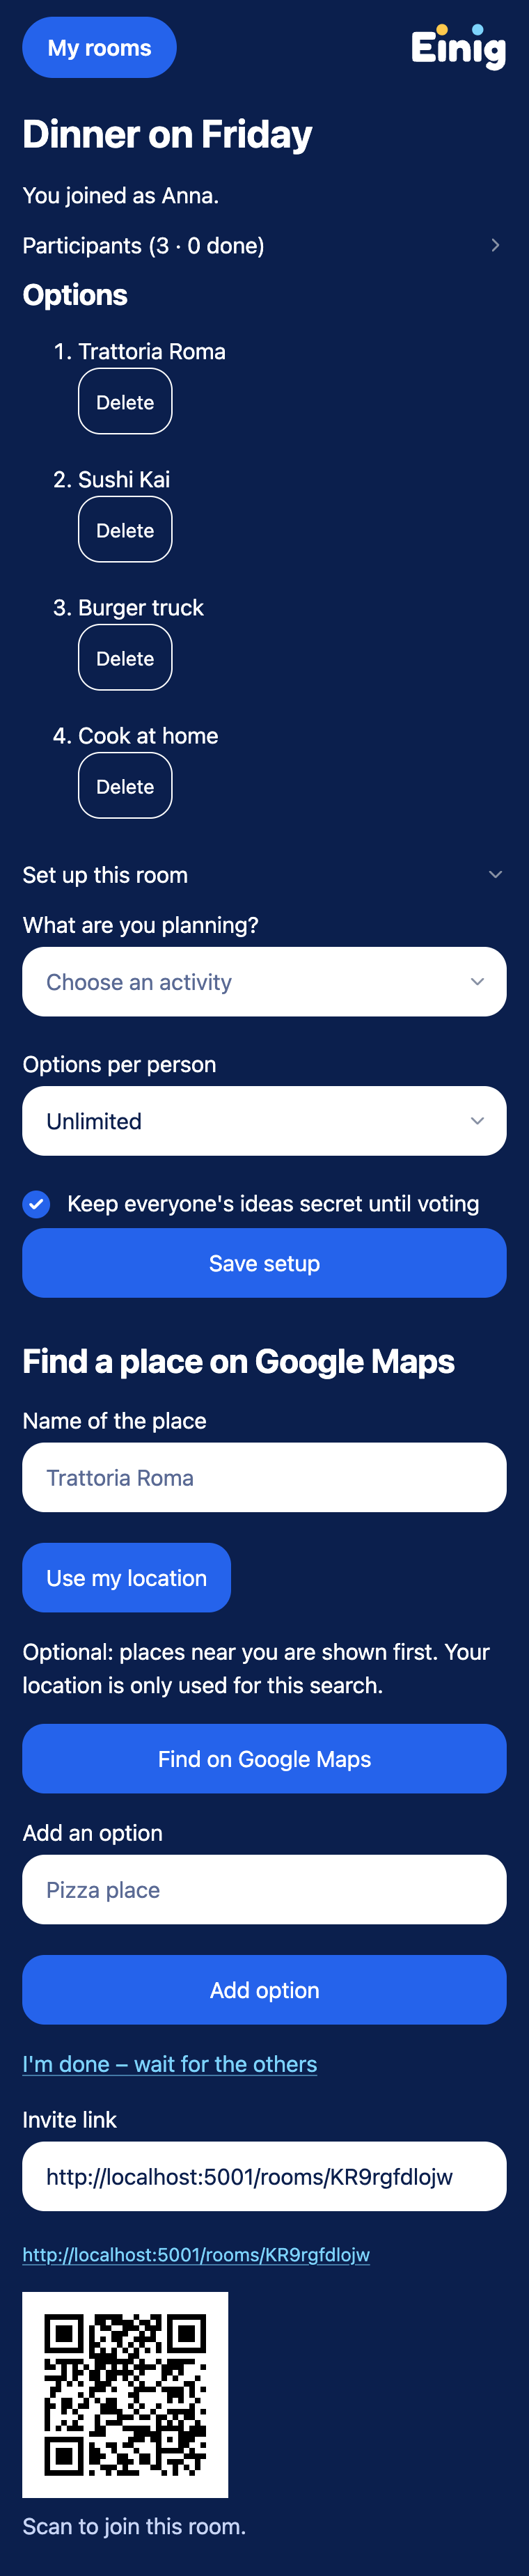 My rooms
Einig
Dinner on Friday
You joined as Anna.
Participants (3 · 0 done)
Options
1. Trattoria Roma
Delete
2. Sushi Kai
Delete
3. Burger truck
Delete
4. Cook at home
Delete
Set up this room
What are you planning?
Choose an activity
Options per person
Unlimited
Keep everyone's ideas secret until voting
Save setup
Find a place on Google Maps
Name of the place
Trattoria Roma
Use my location
Optional: places near you are shown first. Your
location is only used for this search.
Find on Google Maps
Add an option
Pizza place
Add option
I'm done – wait for the others
Invite link
http://localhost:5001/rooms/KR9rgfdlojw
http://localhost:5001/rooms/KR9rgfdlojw
Scan to join this room.